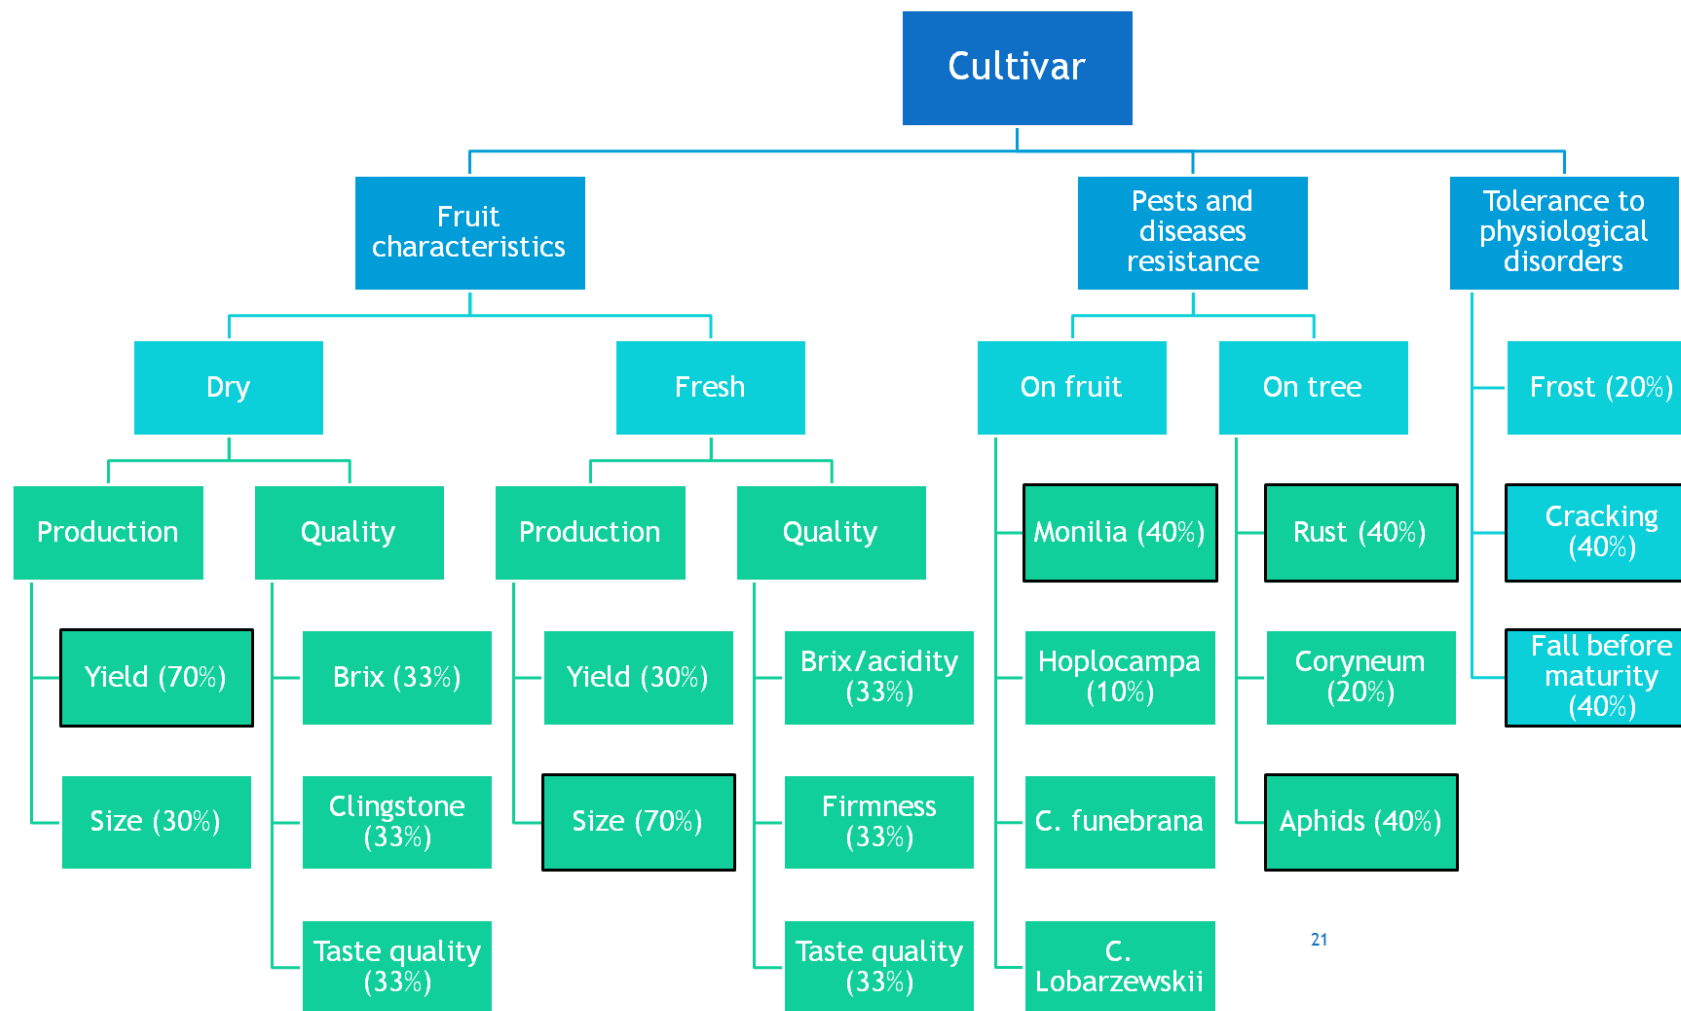 Cultivar
Fruit
characteristics
Pests and
diseases
resistance
Tolerance to
physiological
disorders
Dry
Fresh
On fruit
On tree
Frost (20%)
Production
Quality
Production
Quality
Monilia (40%)
Rust (40%)
Cracking
(40%)
Yield (70%)
Brix (33%)
Yield (30%)
Brix/acidity
(33%)
Hoplocampa
(10%)
Coryneum
(20%)
Fall before
maturity
(40%)
Size (30%)
Clingstone
(33%)
Size (70%)
Firmness
(33%)
C. funebrana
Aphids (40%)
Taste quality
(33%)
Taste quality
(33%)
C.
Lobarzewskii
21